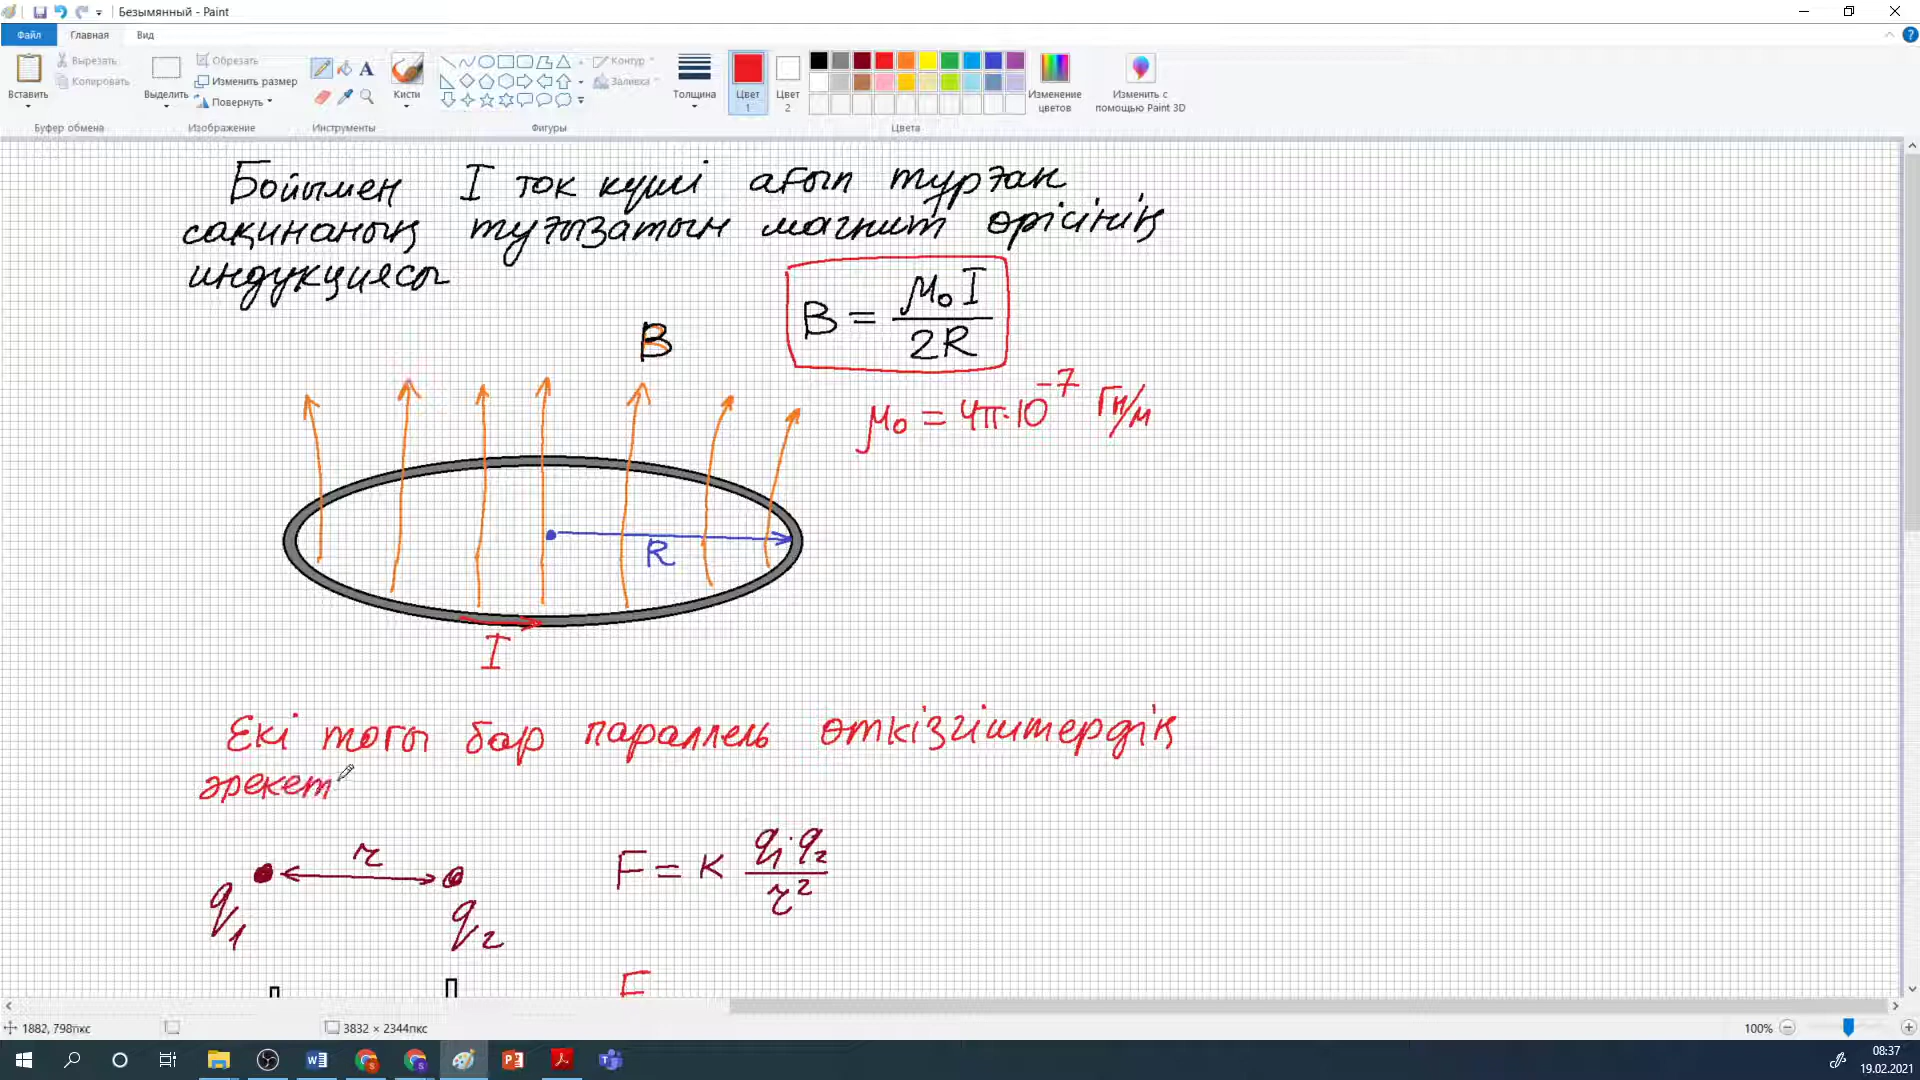 Безымянный - Paint
Файл Главная Вид
Вставить
Вырезать
Копировать
Буфер обмена
Выделить
Обрезать
Изменить размер
Повернуть
Изображение
A
Инструменты
Кисти
Контур
Заливка
Фигуры
Толщина
Цвет 1
Цвет 2
Изменение цветов
Цвета
Изменить с помощью Paint 3D
Бойымен I ток күші ағып тұрған
сақинаның туғызатын магнит өрісінің
индукциясы
B = μ₀I / 2R
B
μ₀ = 4π·10⁻⁷ Гн/м
R
I
Екі тогы бар параллель өткізгіштердің
әрекет
r
F = K q₁·q₂ / r²
q₁
q₂
F
1882, 798пкс
3832 × 2344пкс
100%
08:37
19.02.2021